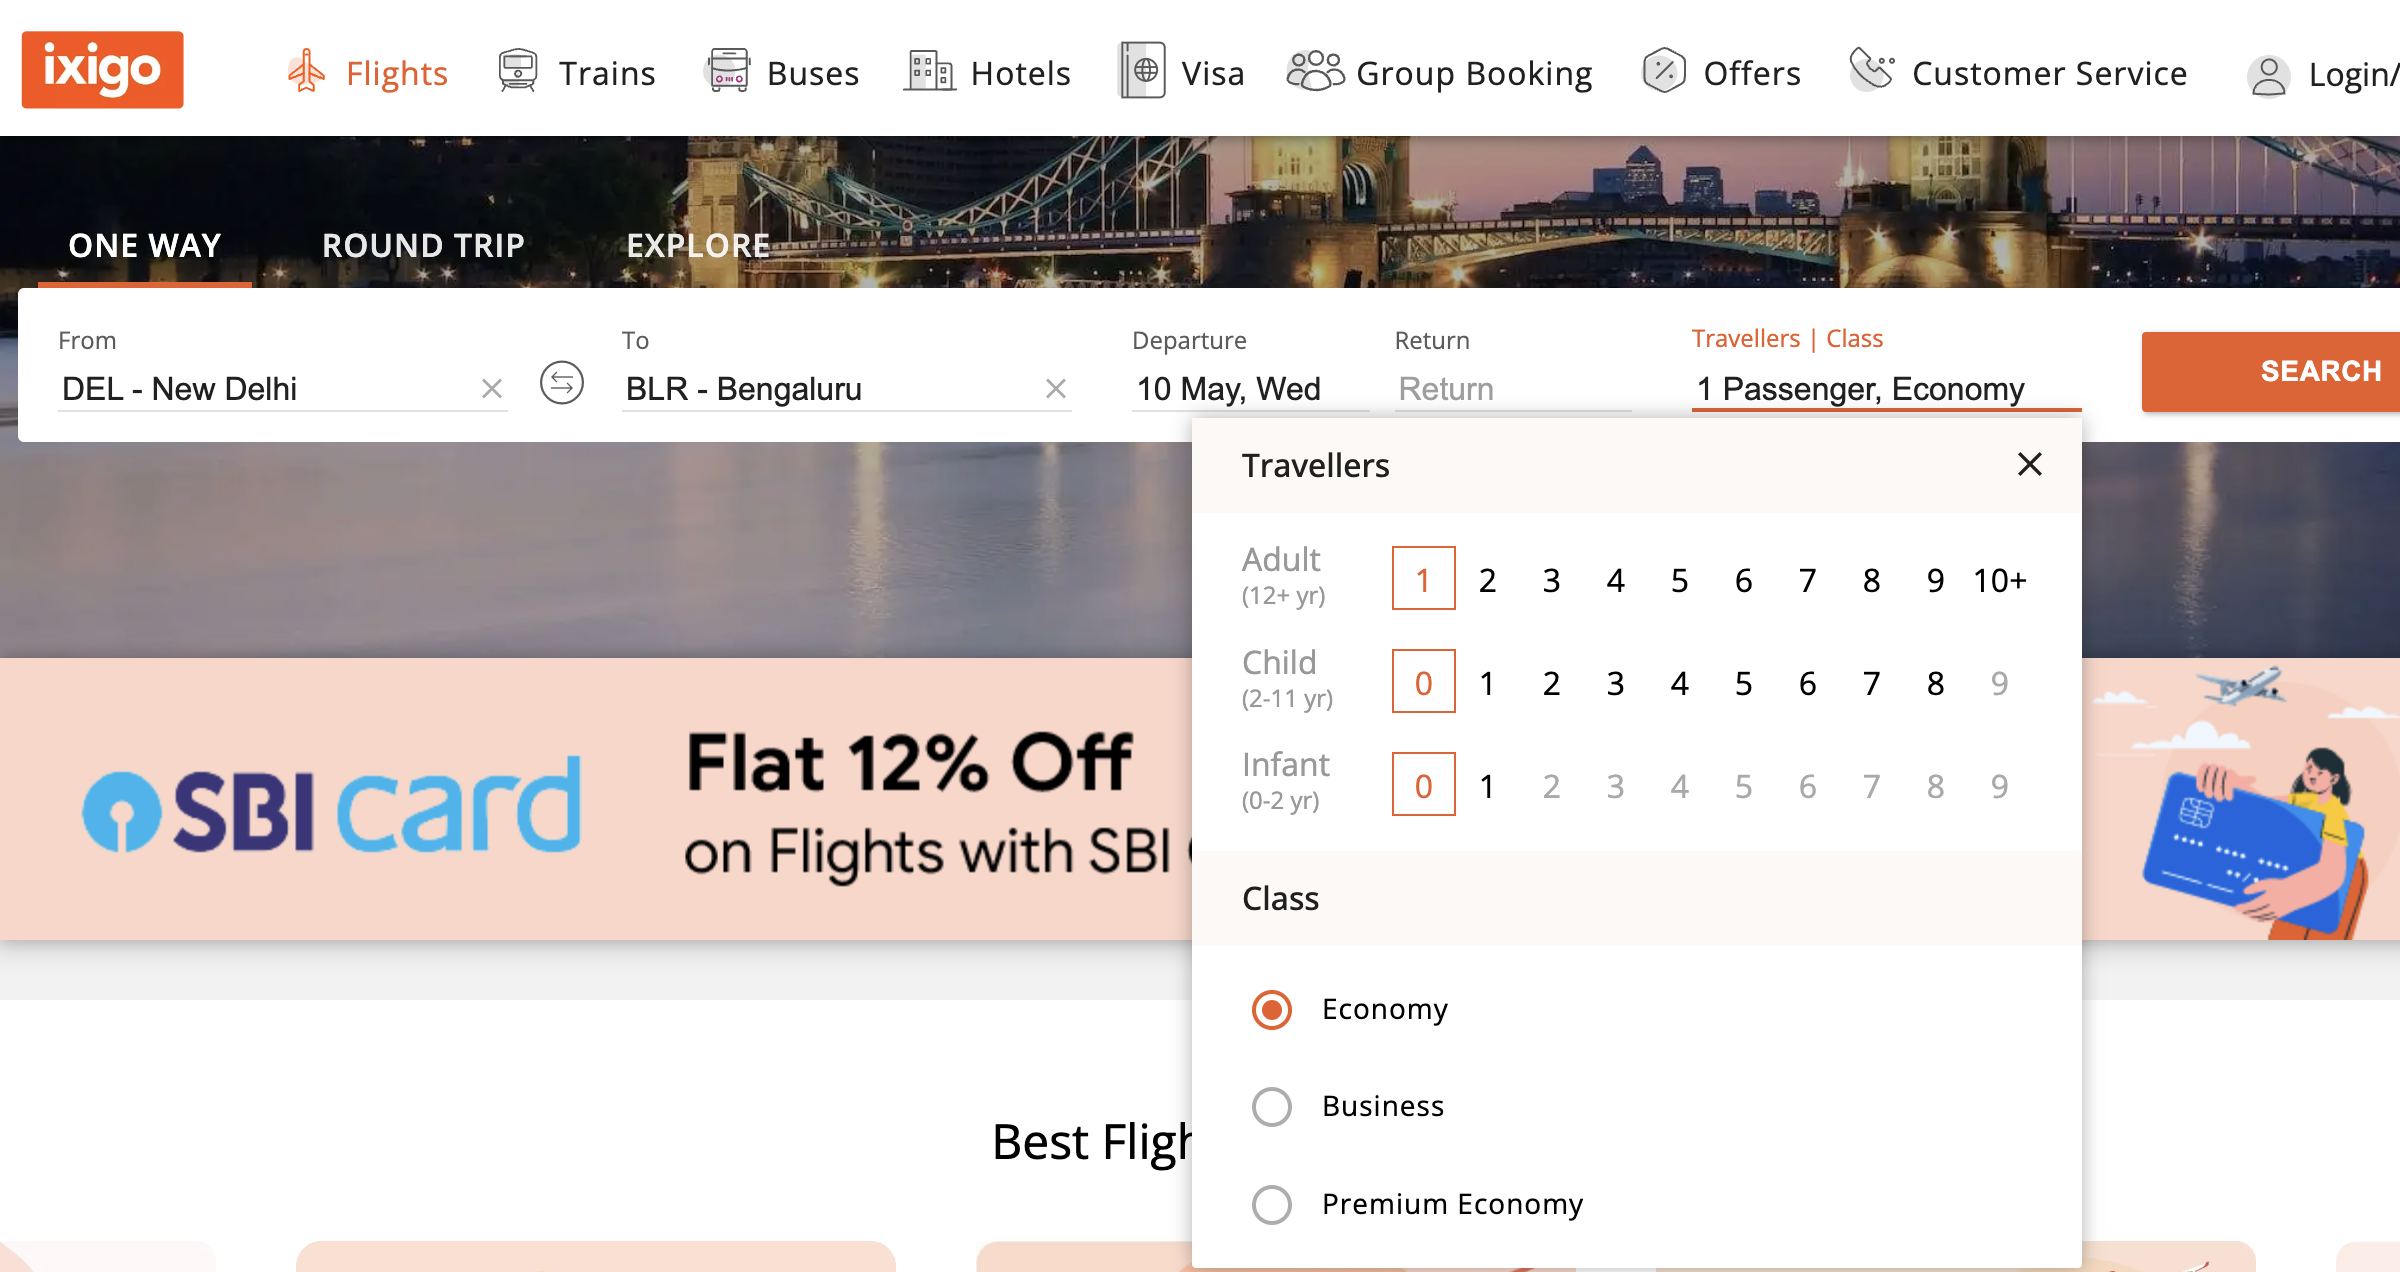 ixigo
Flights
Trains
Buses
Hotels
Visa
Group Booking
Offers
Customer Service
Login/
ONE WAY
ROUND TRIP
EXPLORE
From
DEL - New Delhi
To
BLR - Bengaluru
Departure
10 May, Wed
Return
Return
Travellers | Class
1 Passenger, Economy
SEARCH
Travellers
Adult
(12+ yr)
1 2 3 4 5 6 7 8 9 10+
Child
(2-11 yr)
0 1 2 3 4 5 6 7 8 9
Infant
(0-2 yr)
0 1 2 3 4 5 6 7 8 9
Class
Economy
Business
Premium Economy
SBI card
Flat 12% Off
on Flights with SBI
Best Fligh